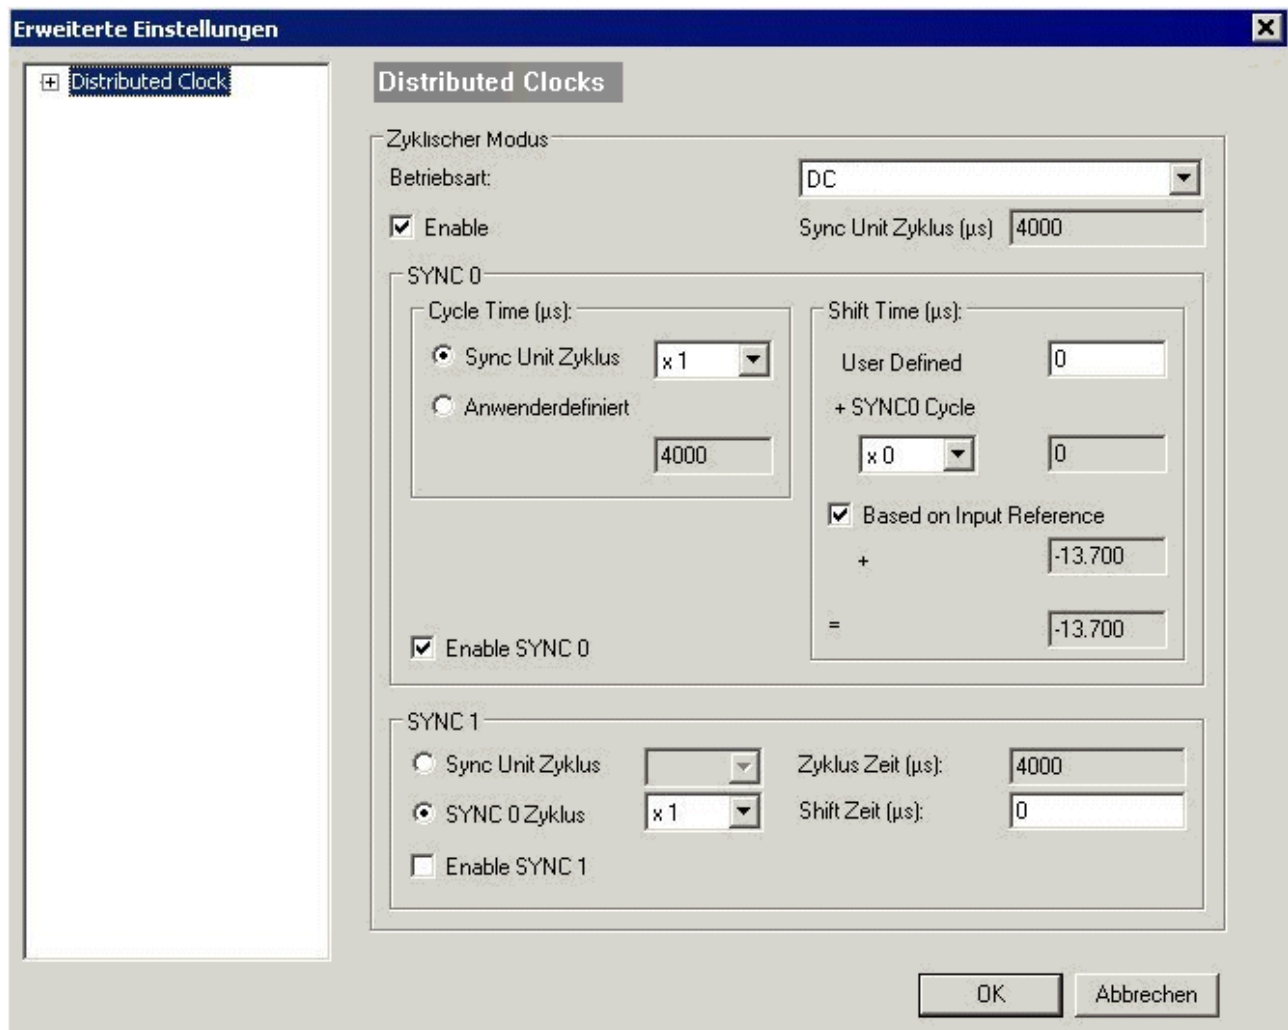 Erweiterte Einstellungen
Distributed Clock
Distributed Clocks
Zyklischer Modus
Betriebsart:
DC
Enable
Sync Unit Zyklus (µs)
4000
SYNC 0
Cycle Time (µs):
Sync Unit Zyklus
x 1
Anwenderdefiniert
4000
Shift Time (µs):
User Defined
0
+ SYNC0 Cycle
x 0
0
Based on Input Reference
+
-13.700
=
-13.700
Enable SYNC 0
SYNC 1
Sync Unit Zyklus
Zyklus Zeit (µs):
4000
SYNC 0 Zyklus
x 1
Shift Zeit (µs):
0
Enable SYNC 1
OK
Abbrechen